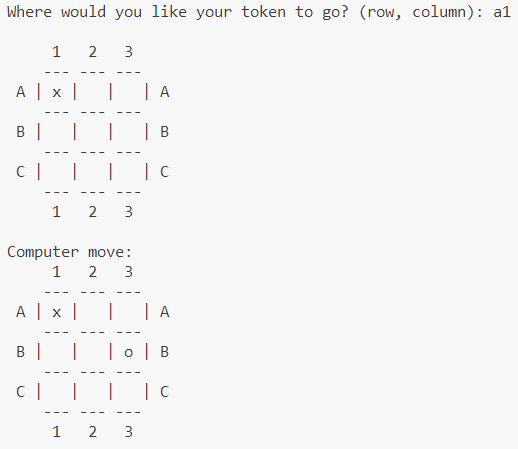 Where would you like your token to go? (row, column): a1
1 2 3
--- --- ---
A | x |   |   | A
--- --- ---
B |   |   |   | B
--- --- ---
C |   |   |   | C
--- --- ---
1 2 3
Computer move:
1 2 3
--- --- ---
A | x |   |   | A
--- --- ---
B |   |   | o | B
--- --- ---
C |   |   |   | C
--- --- ---
1 2 3